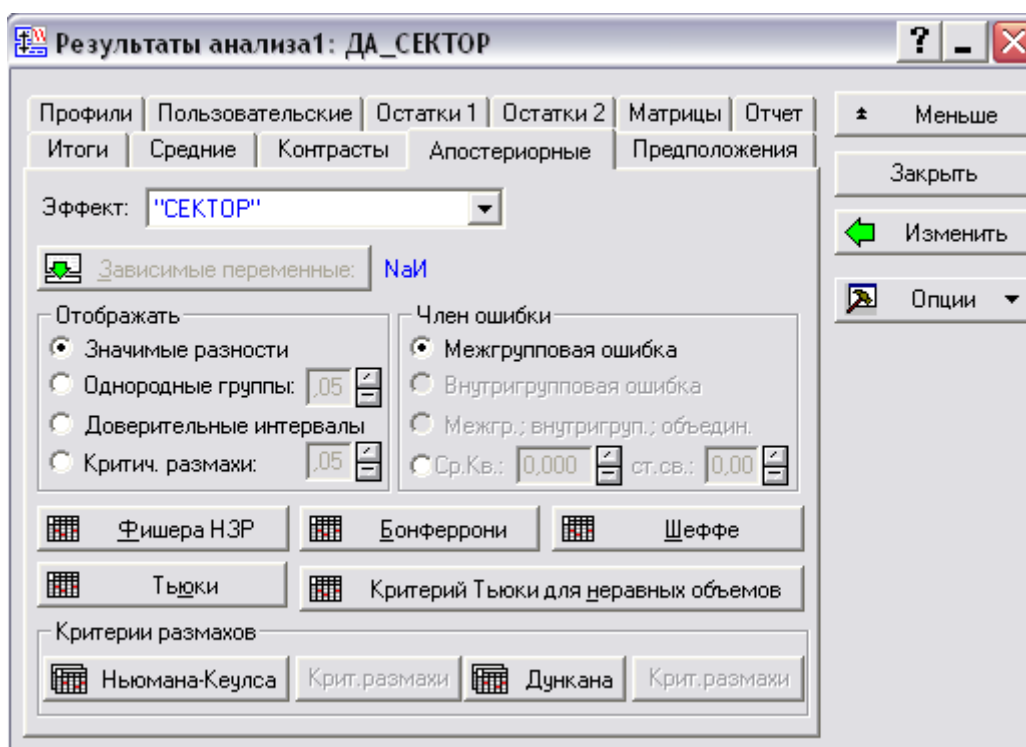 Результаты анализа1: ДА_СЕКТОР
Профили Пользовательские Остатки 1 Остатки 2 Матрицы Отчет
Итоги Средние Контрасты Апостериорные Предположения
Меньше
Закрыть
Изменить
Опции
Эффект: "СЕКТОР"
Зависимые переменные: NaИ
Отображать
Значимые разности
Однородные группы: ,05
Доверительные интервалы
Критич. размахи: ,05
Член ошибки
Межгрупповая ошибка
Внутригрупповая ошибка
Межгр.; внутригруп.; объедин.
Ср.Кв.: 0,000 ст.св.: 0,00
Фишера НЗР Бонферрони Шеффе
Тьюки Критерий Тьюки для неравных объемов
Критерии размахов
Ньюмана-Кеулса Крит.размахи Дункана Крит.размахи